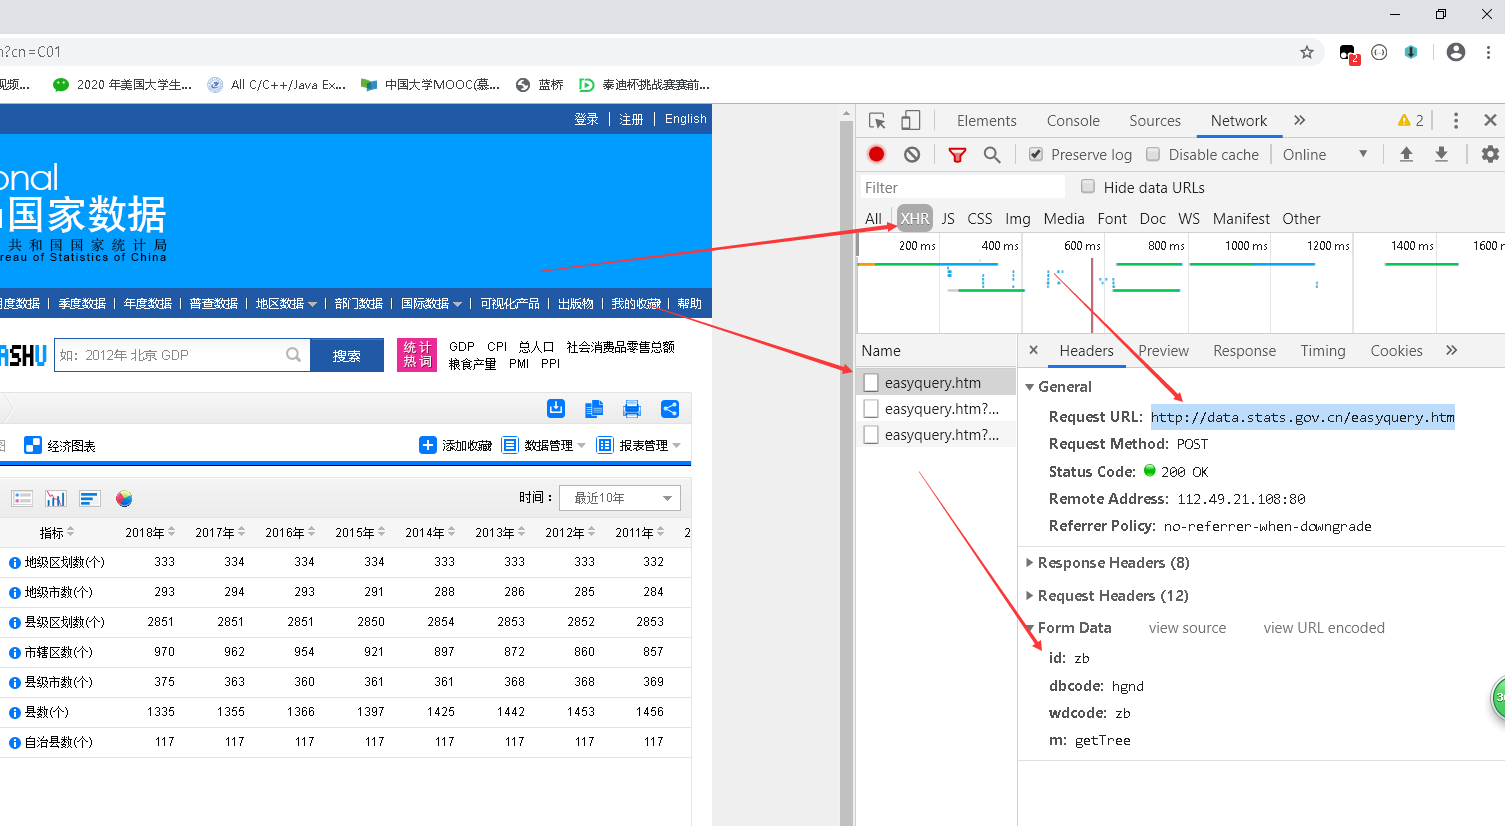 n?cn=C01
视频...
2020 年美国大学生...
All C/C++/Java Ex...
中国大学MOOC(慕...
蓝桥
泰迪杯挑战赛赛前...
2
登录 | 注册 | English
onal
国家数据
共和国国家统计局
reau of Statistics of China
月度数据 | 季度数据 | 年度数据 | 普查数据 | 地区数据 | 部门数据 | 国际数据 | 可视化产品 | 出版物 | 我的收藏 | 帮助
ASHU
如：2012年 北京 GDP
搜索
统计热词
GDP CPI 总人口 社会消费品零售总额
粮食产量 PMI PPI
图
经济图表
添加收藏
数据管理
报表管理
时间：
最近10年
指标 2018年 2017年 2016年 2015年 2014年 2013年 2012年 2011年 2
地级区划数(个) 333 334 334 334 333 333 333 332
地级市数(个) 293 294 293 291 288 286 285 284
县级区划数(个) 2851 2851 2851 2850 2854 2853 2852 2853
市辖区数(个) 970 962 954 921 897 872 860 857
县级市数(个) 375 363 360 361 361 368 368 369
县数(个) 1335 1355 1366 1397 1425 1442 1453 1456
自治县数(个) 117 117 117 117 117 117 117 117
Elements Console Sources Network » 2
Preserve log Disable cache Online
Filter
Hide data URLs
All XHR JS CSS Img Media Font Doc WS Manifest Other
200 ms 400 ms 600 ms 800 ms 1000 ms 1200 ms 1400 ms 1600 m
Name
easyquery.htm
easyquery.htm?...
easyquery.htm?...
Headers Preview Response Timing Cookies »
General
Request URL: http://data.stats.gov.cn/easyquery.htm
Request Method: POST
Status Code: 200 OK
Remote Address: 112.49.21.108:80
Referrer Policy: no-referrer-when-downgrade
Response Headers (8)
Request Headers (12)
Form Data view source view URL encoded
id: zb
dbcode: hgnd
wdcode: zb
m: getTree